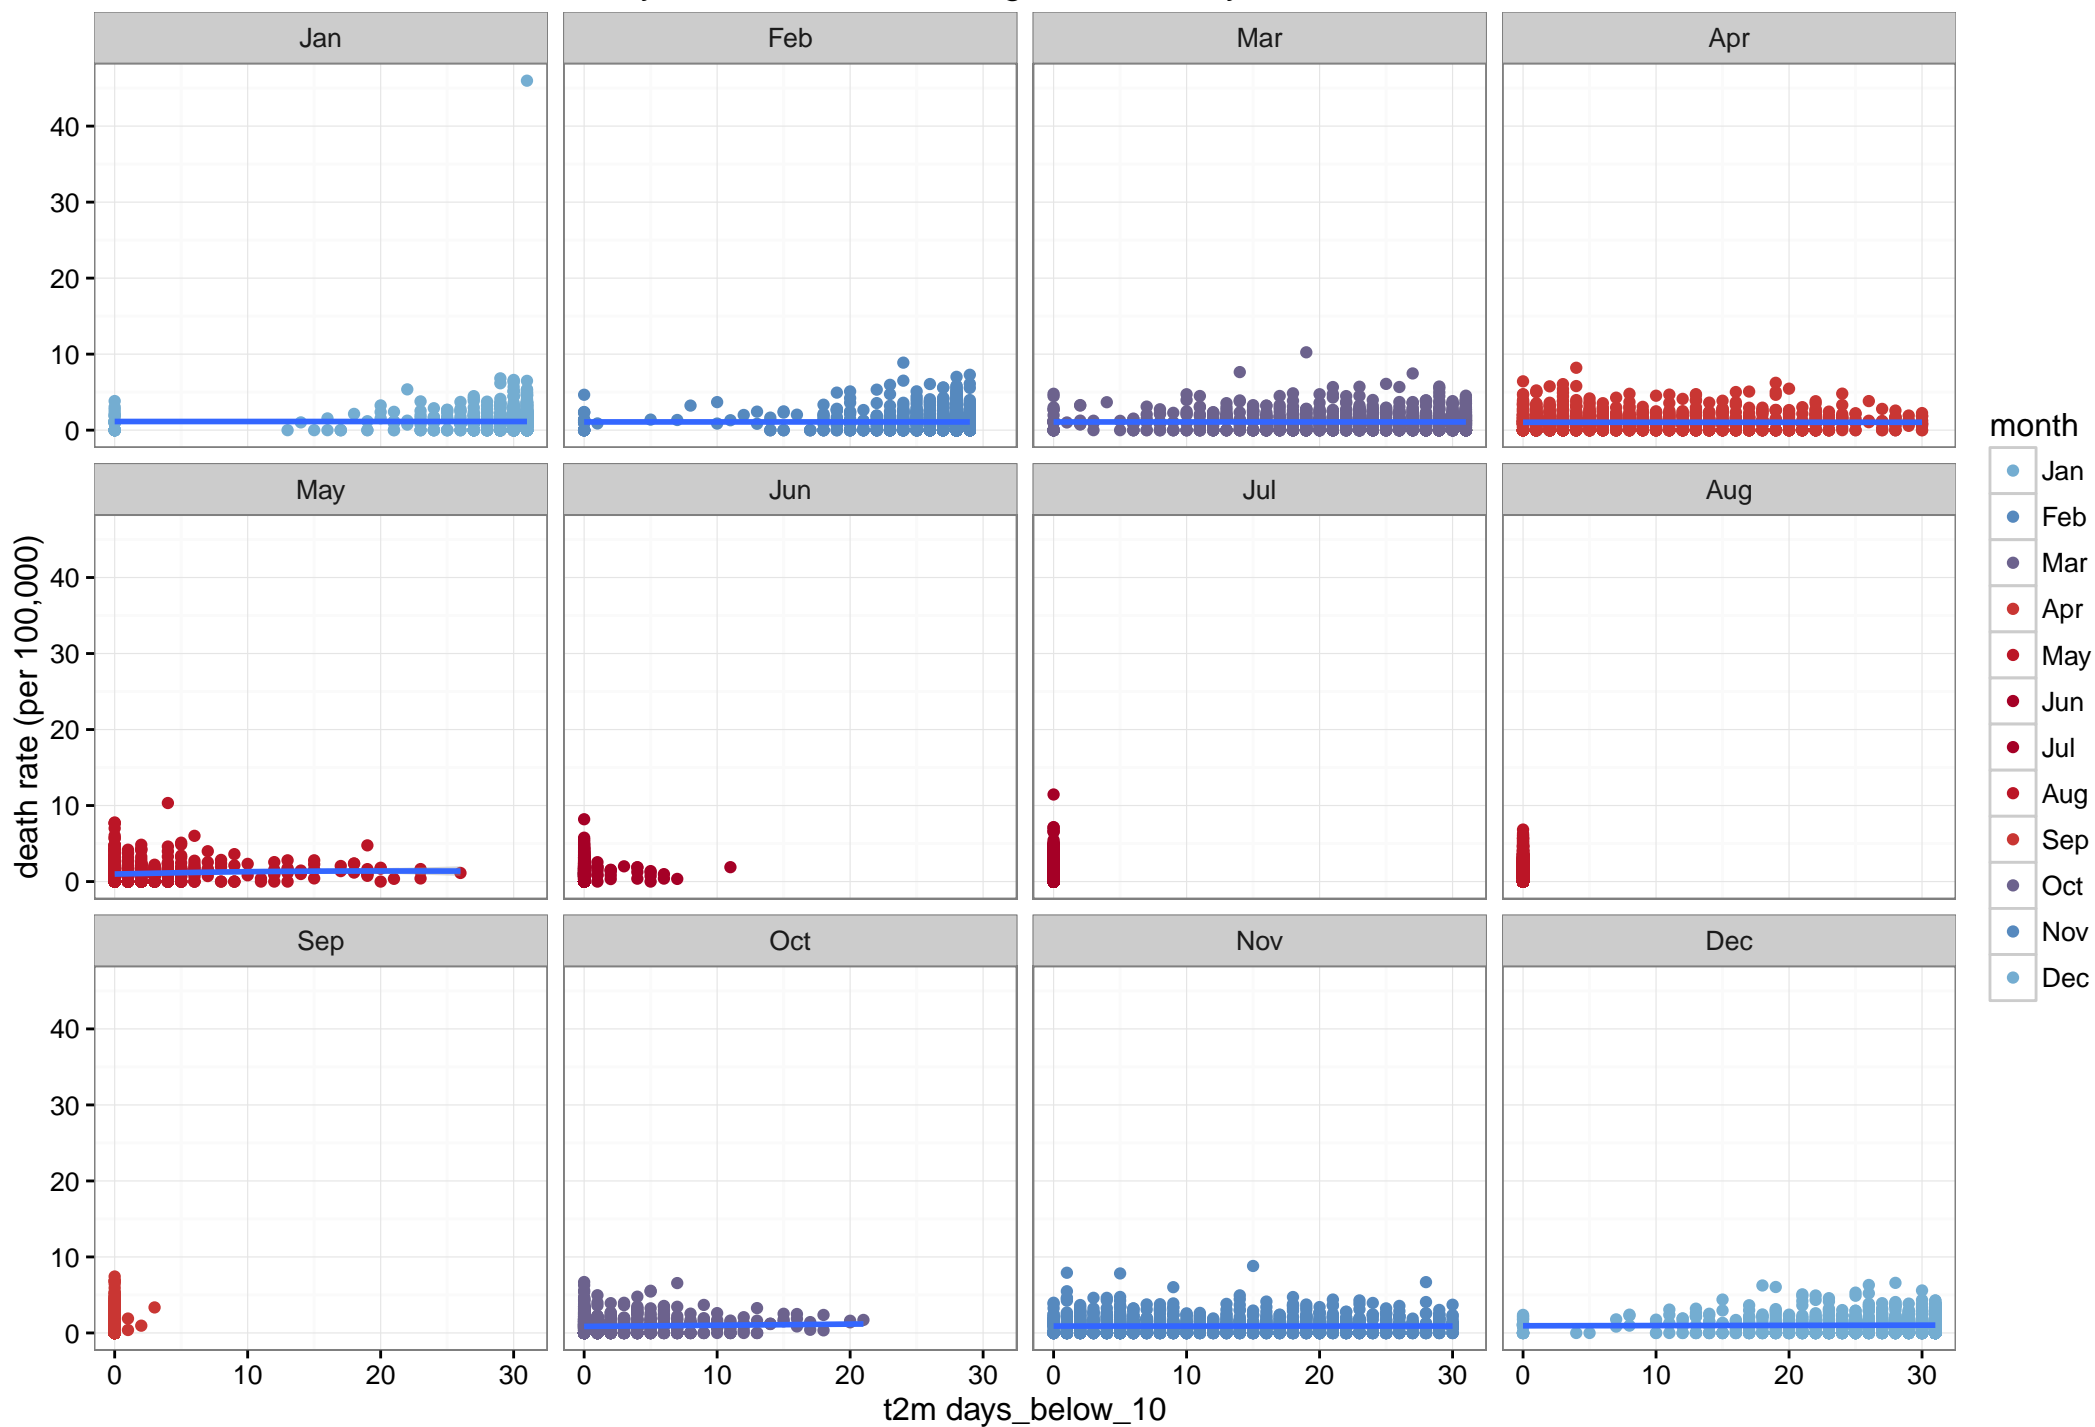 Jan Feb Mar Apr
40
30
20
10
0
May Jun Jul Aug
40
30
20
10
0
Sep Oct Nov Dec
40
30
20
10
0
0 10 20 30 0 10 20 30 0 10 20 30 0 10 20 30
t2m days_below_10
death rate (per 100,000)
month
Jan
Feb
Mar
Apr
May
Jun
Jul
Aug
Sep
Oct
Nov
Dec